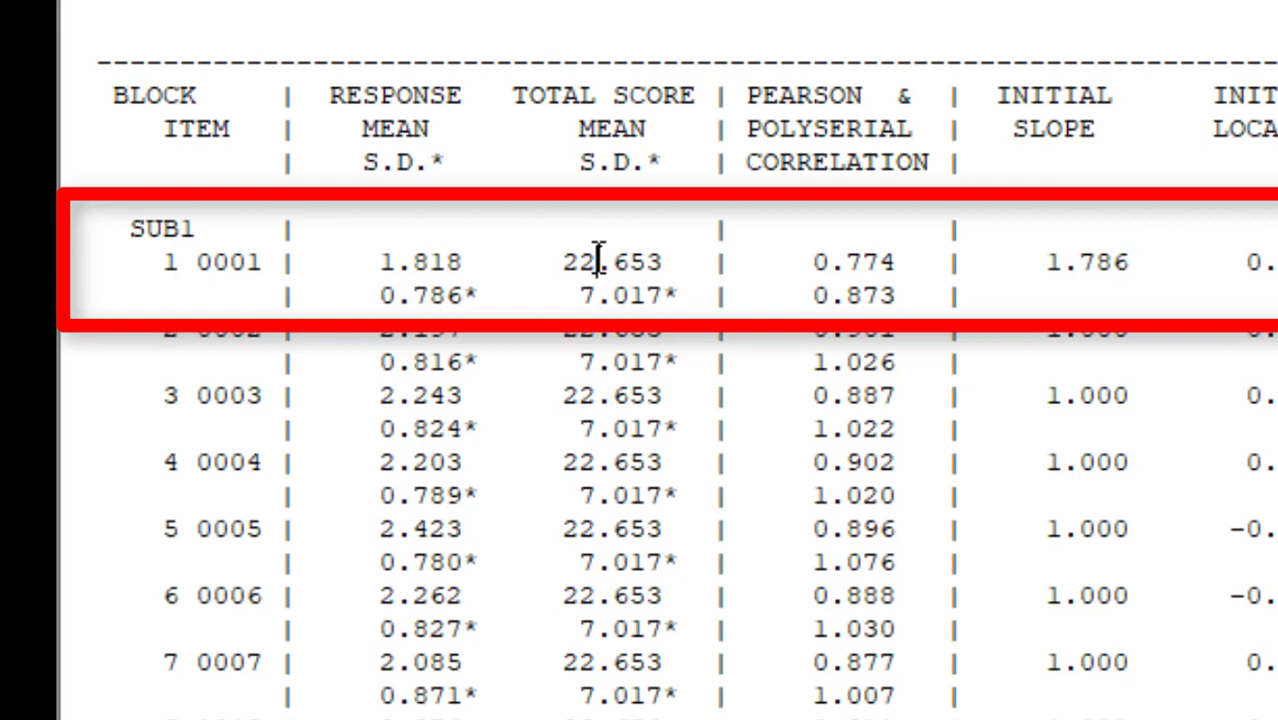 BLOCK | RESPONSE TOTAL SCORE | PEARSON & | INITIAL INIT
ITEM | MEAN MEAN | POLYSERIAL | SLOPE LOCA
| S.D.* S.D.* | CORRELATION |
SUB1 | | |
1 0001 | 1.818 22.653 | 0.774 | 1.786 0.
| 0.786* 7.017* | 0.873 |
| 0.816* 7.017* | 1.026 |
3 0003 | 2.243 22.653 | 0.887 | 1.000 0.
| 0.824* 7.017* | 1.022 |
4 0004 | 2.203 22.653 | 0.902 | 1.000 0.
| 0.789* 7.017* | 1.020 |
5 0005 | 2.423 22.653 | 0.896 | 1.000 -0.
| 0.780* 7.017* | 1.076 |
6 0006 | 2.262 22.653 | 0.888 | 1.000 -0.
| 0.827* 7.017* | 1.030 |
7 0007 | 2.085 22.653 | 0.877 | 1.000 0.
| 0.871* 7.017* | 1.007 |